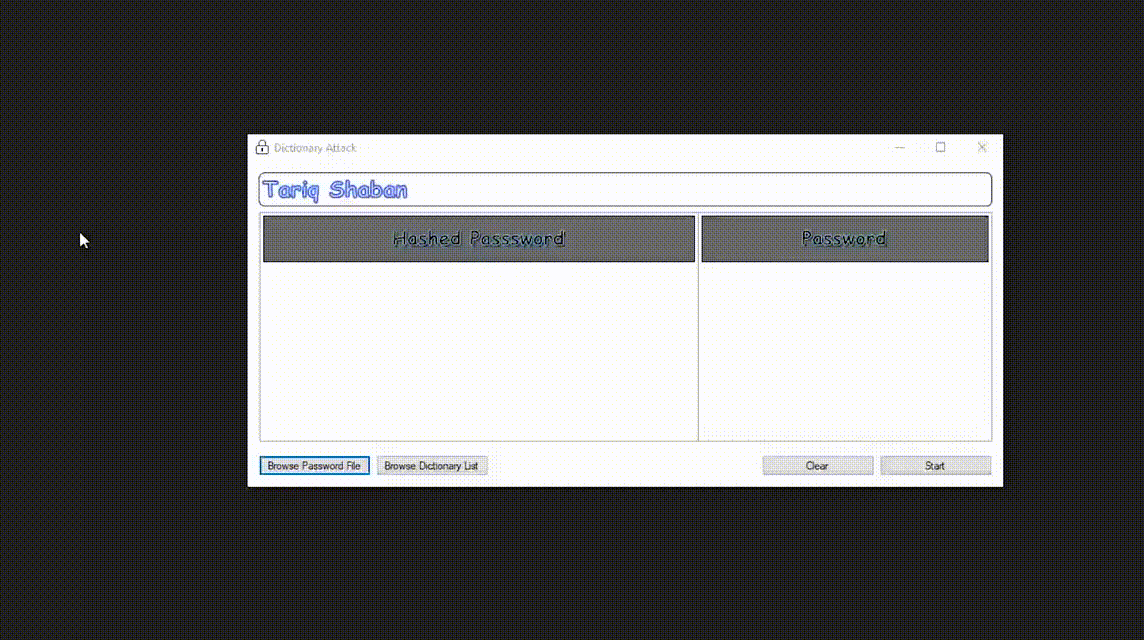 Dictionary Attack
Tariq Shaban
Hashed Passsword Password
Browse Password File Browse Dictionary List Clear Start